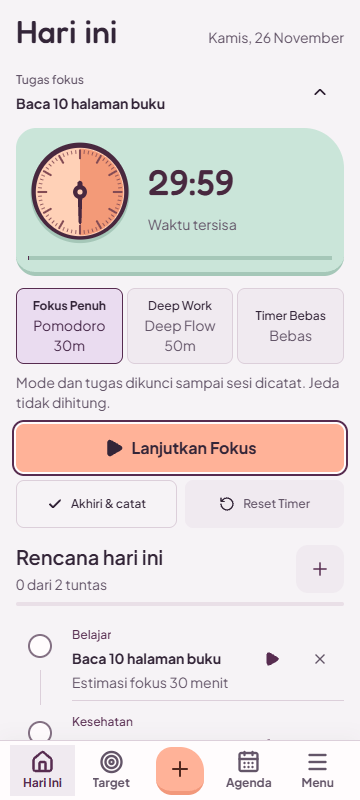 Hari ini
Kamis, 26 November
Tugas fokus
Baca 10 halaman buku
29:59
Waktu tersisa
Fokus Penuh
Pomodoro
30m
Deep Work
Deep Flow
50m
Timer Bebas
Bebas
Mode dan tugas dikunci sampai sesi dicatat. Jeda
tidak dihitung.
Lanjutkan Fokus
Akhiri & catat
Reset Timer
Rencana hari ini
0 dari 2 tuntas
Belajar
Baca 10 halaman buku
Estimasi fokus 30 menit
Kesehatan
Hari Ini
Target
Agenda
Menu